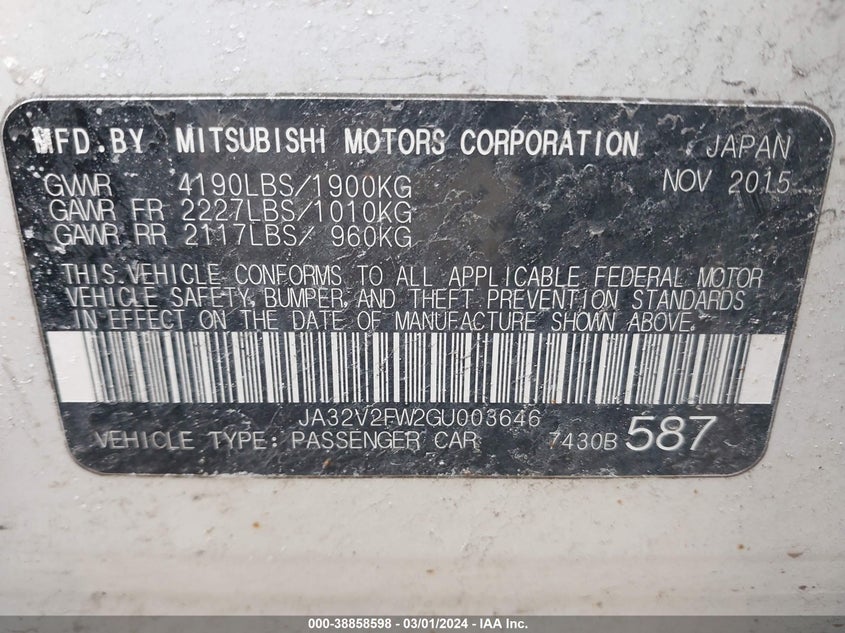 MFD.BY MITSUBISHI MOTORS CORPORATION JAPAN
GVWR 4190LBS/1900KG NOV 2015
GAWR FR 2227LBS/1010KG
GAWR RR 2117LBS/ 960KG
THIS VEHICLE CONFORMS TO ALL APPLICABLE FEDERAL MOTOR
VEHICLE SAFETY, BUMPER, AND THEFT PREVENTION STANDARDS
IN EFFECT ON THE DATE OF MANUFACTURE SHOWN ABOVE.
JA32V2FW2GU003646
VEHICLE TYPE: PASSENGER CAR 7430B 587
000-38858598 - 03/01/2024 - IAA Inc.